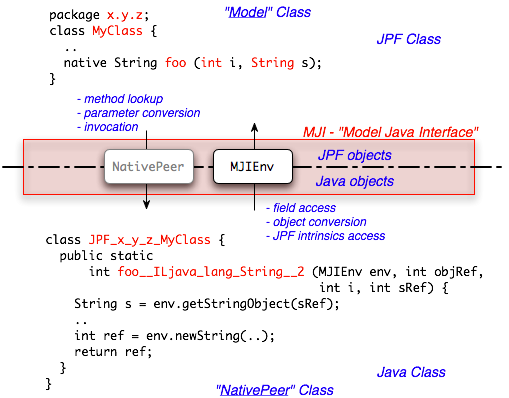 "Model" Class
package x.y.z;
class MyClass {
JPF Class
..
native String foo (int i, String s);
}
- method lookup
- parameter conversion
- invocation
MJI - "Model Java Interface"
JPF objects
NativePeer
MJIEnv
Java objects
- field access
- object conversion
- JPF intrinsics access
class JPF_x_y_z_MyClass {
public static
int foo__ILjava_lang_String__2 (MJIEnv env, int objRef,
int i, int sRef) {
String s = env.getStringObject(sRef);
..
int ref = env.newString(..);
return ref;
}
Java Class
}
"NativePeer" Class